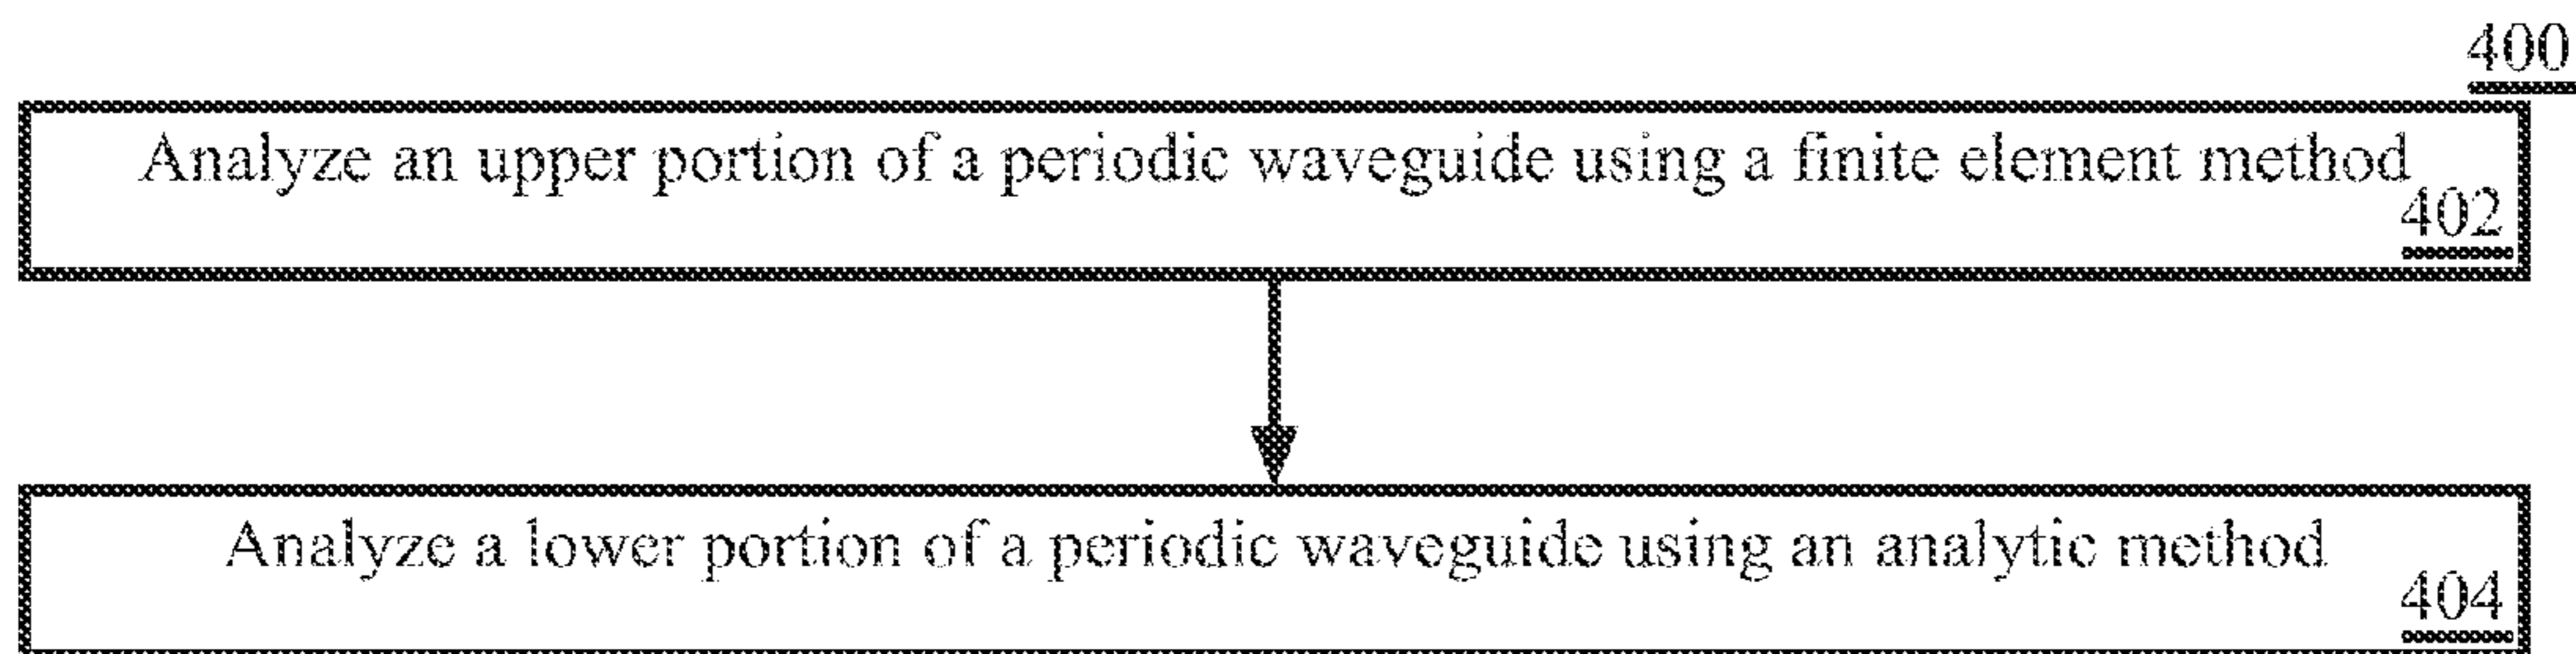 400
Analyze an upper portion of a periodic waveguide using a finite element method
402
Analyze a lower portion of a periodic waveguide using an analytic method
404